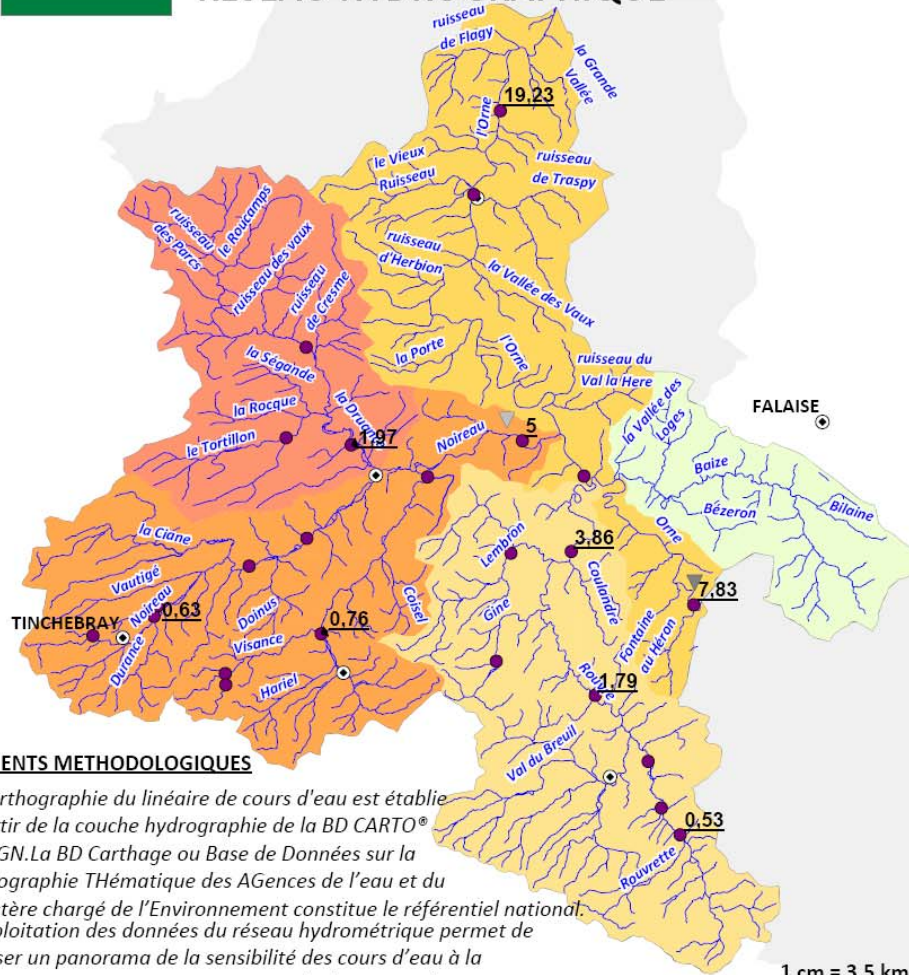 RESEAU HYDROGRAPHIQUE
ruisseau
de Flagy
la Grande
Vallée
19,23
l'Orne
le Vieux
Ruisseau
ruisseau
de Traspy
ruisseau
des Parcs
le Roucamps
ruisseau des vaux
ruisseau
de Cresme
ruisseau
d'Herbion
la Vallée des Vaux
la Porte
l'Orne
ruisseau du
Val la Here
la Ségande
la Rocque
le Tortillon
1,97
Noireau
5
la Vallée des
Loges
FALAISE
Baize
Bézeron
Bilaine
la Ciane
Vautigé
Noireau
0,63
TINCHEBRAY
Durance
Doinus
Visance
0,76
Hariel
Coisel
Lembron
Gine
3,86
Coulandre
Orne
7,83
Fontaine
au Héron
Rouvre
1,79
Val du Breuil
0,53
Rouvrette
ENTS METHODOLOGIQUES
rthographie du linéaire de cours d'eau est établie
tir de la couche hydrographie de la BD CARTO®
GN.La BD Carthage ou Base de Données sur la
ographie THématique des AGences de l'eau et du
tère chargé de l'Environnement constitue le référentiel national.
ploitation des données du réseau hydrométrique permet de
ser un panorama de la sensibilité des cours d'eau à la
1 cm = 3,5 km